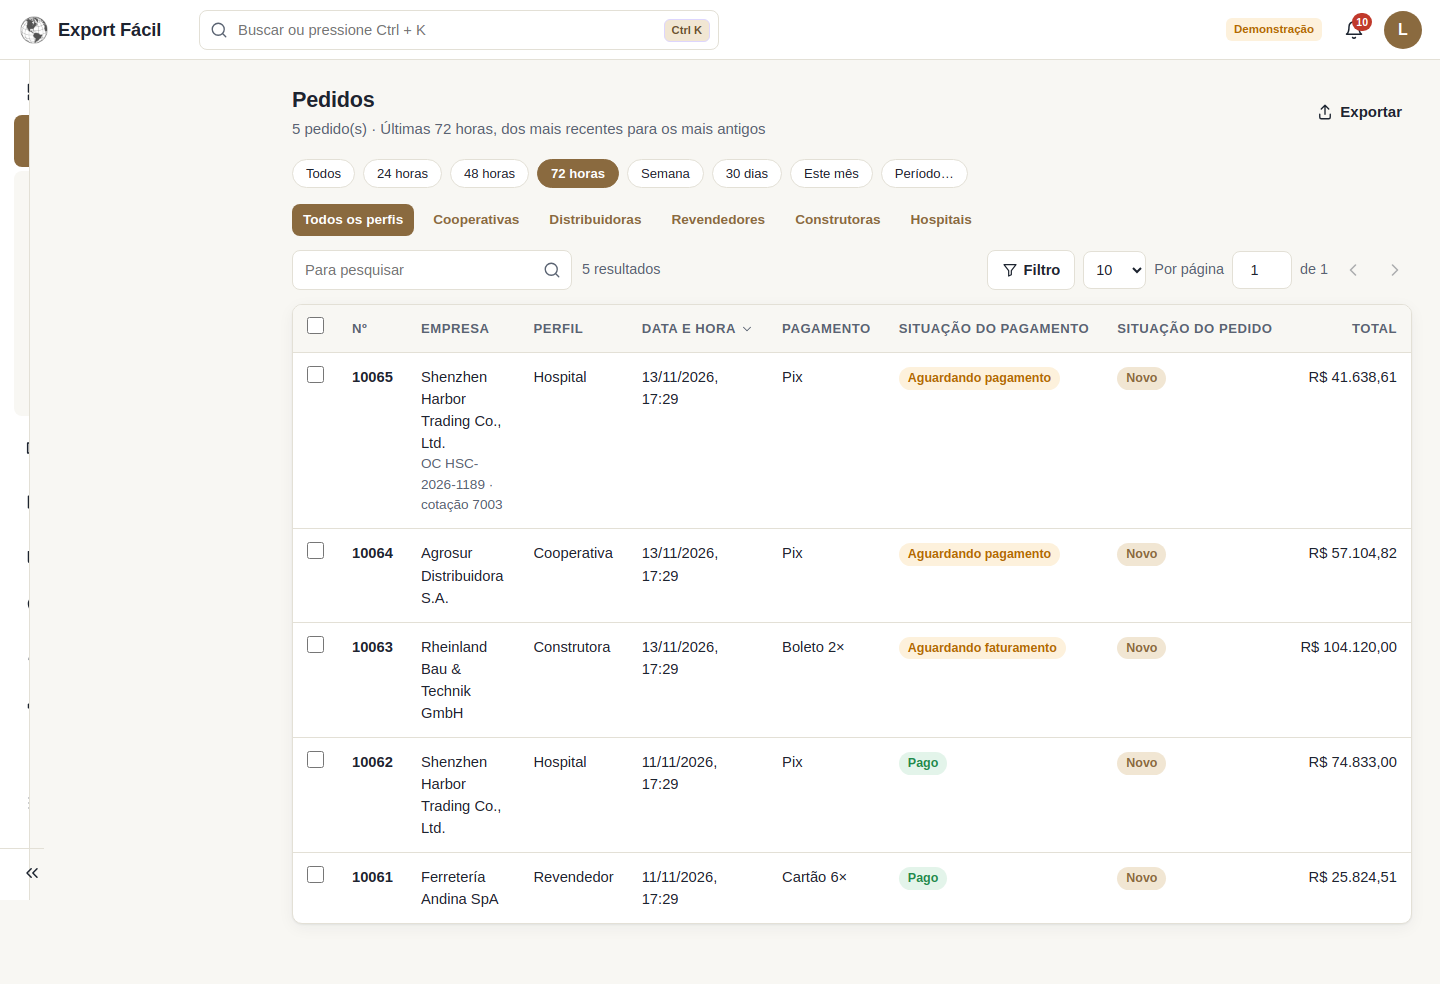 Export Fácil
Buscar ou pressione Ctrl + K
Ctrl K
Demonstração
10
L
Pedidos
5 pedido(s) · Últimas 72 horas, dos mais recentes para os mais antigos
Exportar
Todos
24 horas
48 horas
72 horas
Semana
30 dias
Este mês
Período…
Todos os perfis
Cooperativas
Distribuidoras
Revendedores
Construtoras
Hospitais
Para pesquisar
5 resultados
Filtro
10
Por página
1
de 1
Nº
EMPRESA
PERFIL
DATA E HORA
PAGAMENTO
SITUAÇÃO DO PAGAMENTO
SITUAÇÃO DO PEDIDO
TOTAL
10065
Shenzhen
Harbor
Trading Co.,
Ltd.
OC HSC-
2026-1189 ·
cotação 7003
Hospital
13/11/2026,
17:29
Pix
Aguardando pagamento
Novo
R$ 41.638,61
10064
Agrosur
Distribuidora
S.A.
Cooperativa
13/11/2026,
17:29
Pix
Aguardando pagamento
Novo
R$ 57.104,82
10063
Rheinland
Bau &
Technik
GmbH
Construtora
13/11/2026,
17:29
Boleto 2×
Aguardando faturamento
Novo
R$ 104.120,00
10062
Shenzhen
Harbor
Trading Co.,
Ltd.
Hospital
11/11/2026,
17:29
Pix
Pago
Novo
R$ 74.833,00
10061
Ferretería
Andina SpA
Revendedor
11/11/2026,
17:29
Cartão 6×
Pago
Novo
R$ 25.824,51